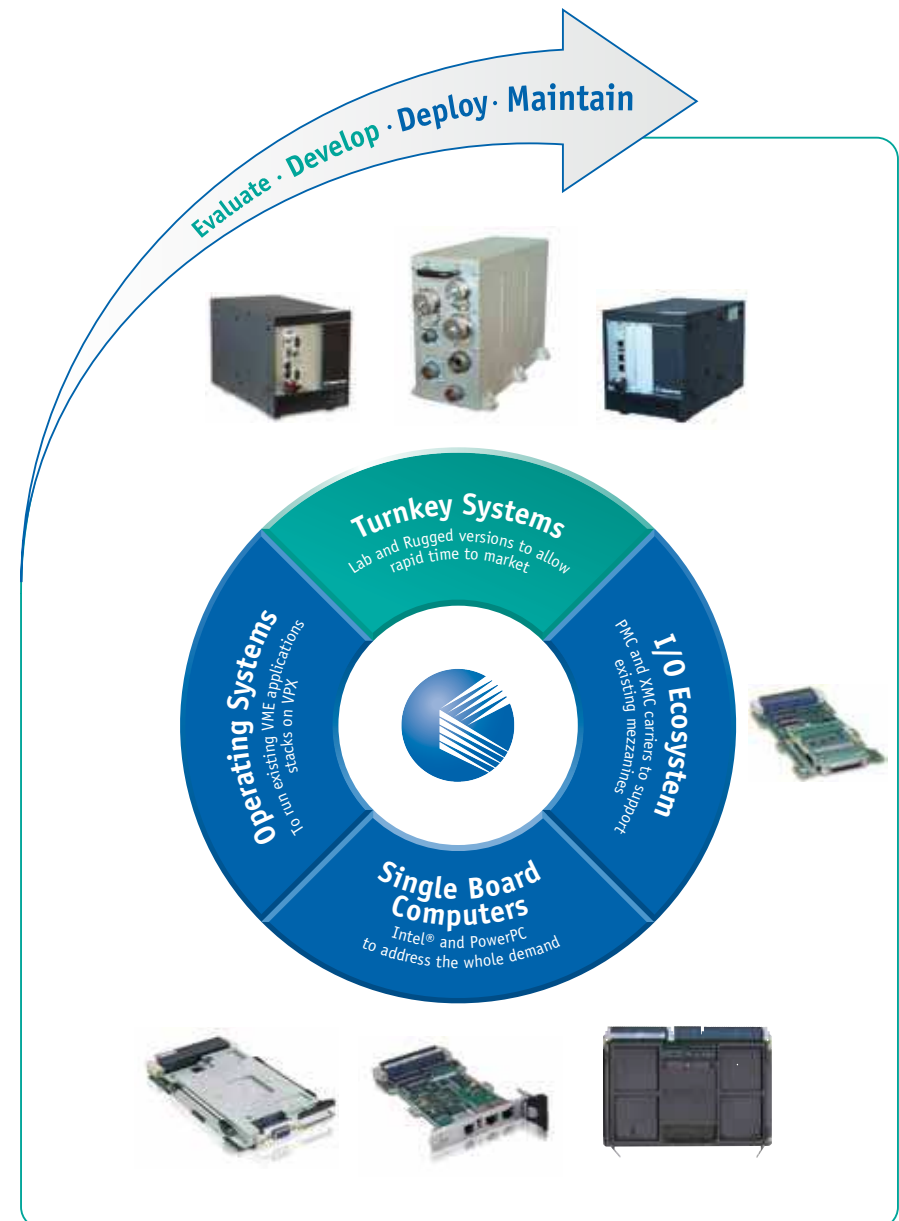 Evaluate · Develop · Deploy · Maintain
Turnkey Systems
Lab and Rugged versions to allow
rapid time to market
I/O Ecosystem
PMC and XMC carriers to support
existing mezzanines
Single Board
Computers
Intel® and PowerPC
to address the whole demand
Operating Systems
To run existing VME applications
stacks on VPX